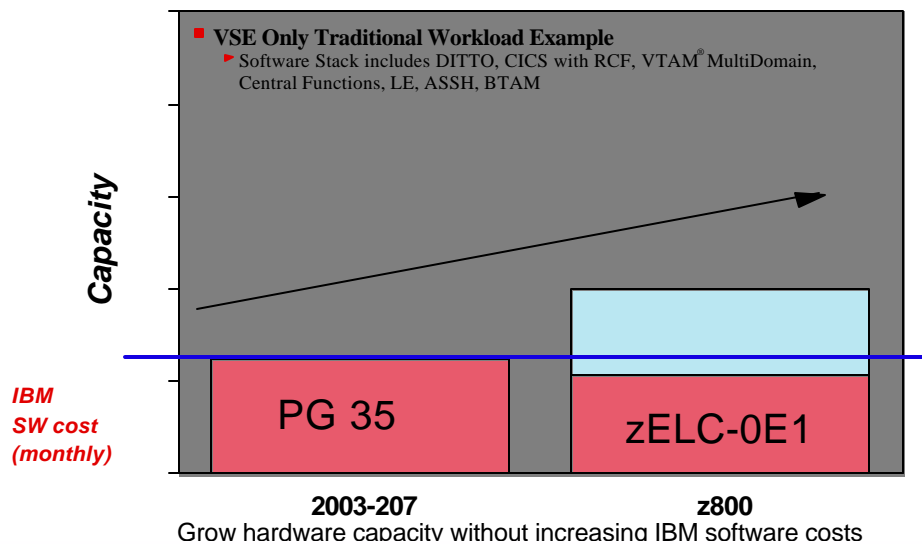 VSE Only Traditional Workload Example
Software Stack includes DITTO, CICS with RCF, VTAM® MultiDomain,
Central Functions, LE, ASSH, BTAM
Capacity
IBM
SW cost
(monthly)
PG 35
zELC-0E1
2003-207
z800
Grow hardware capacity without increasing IBM software costs